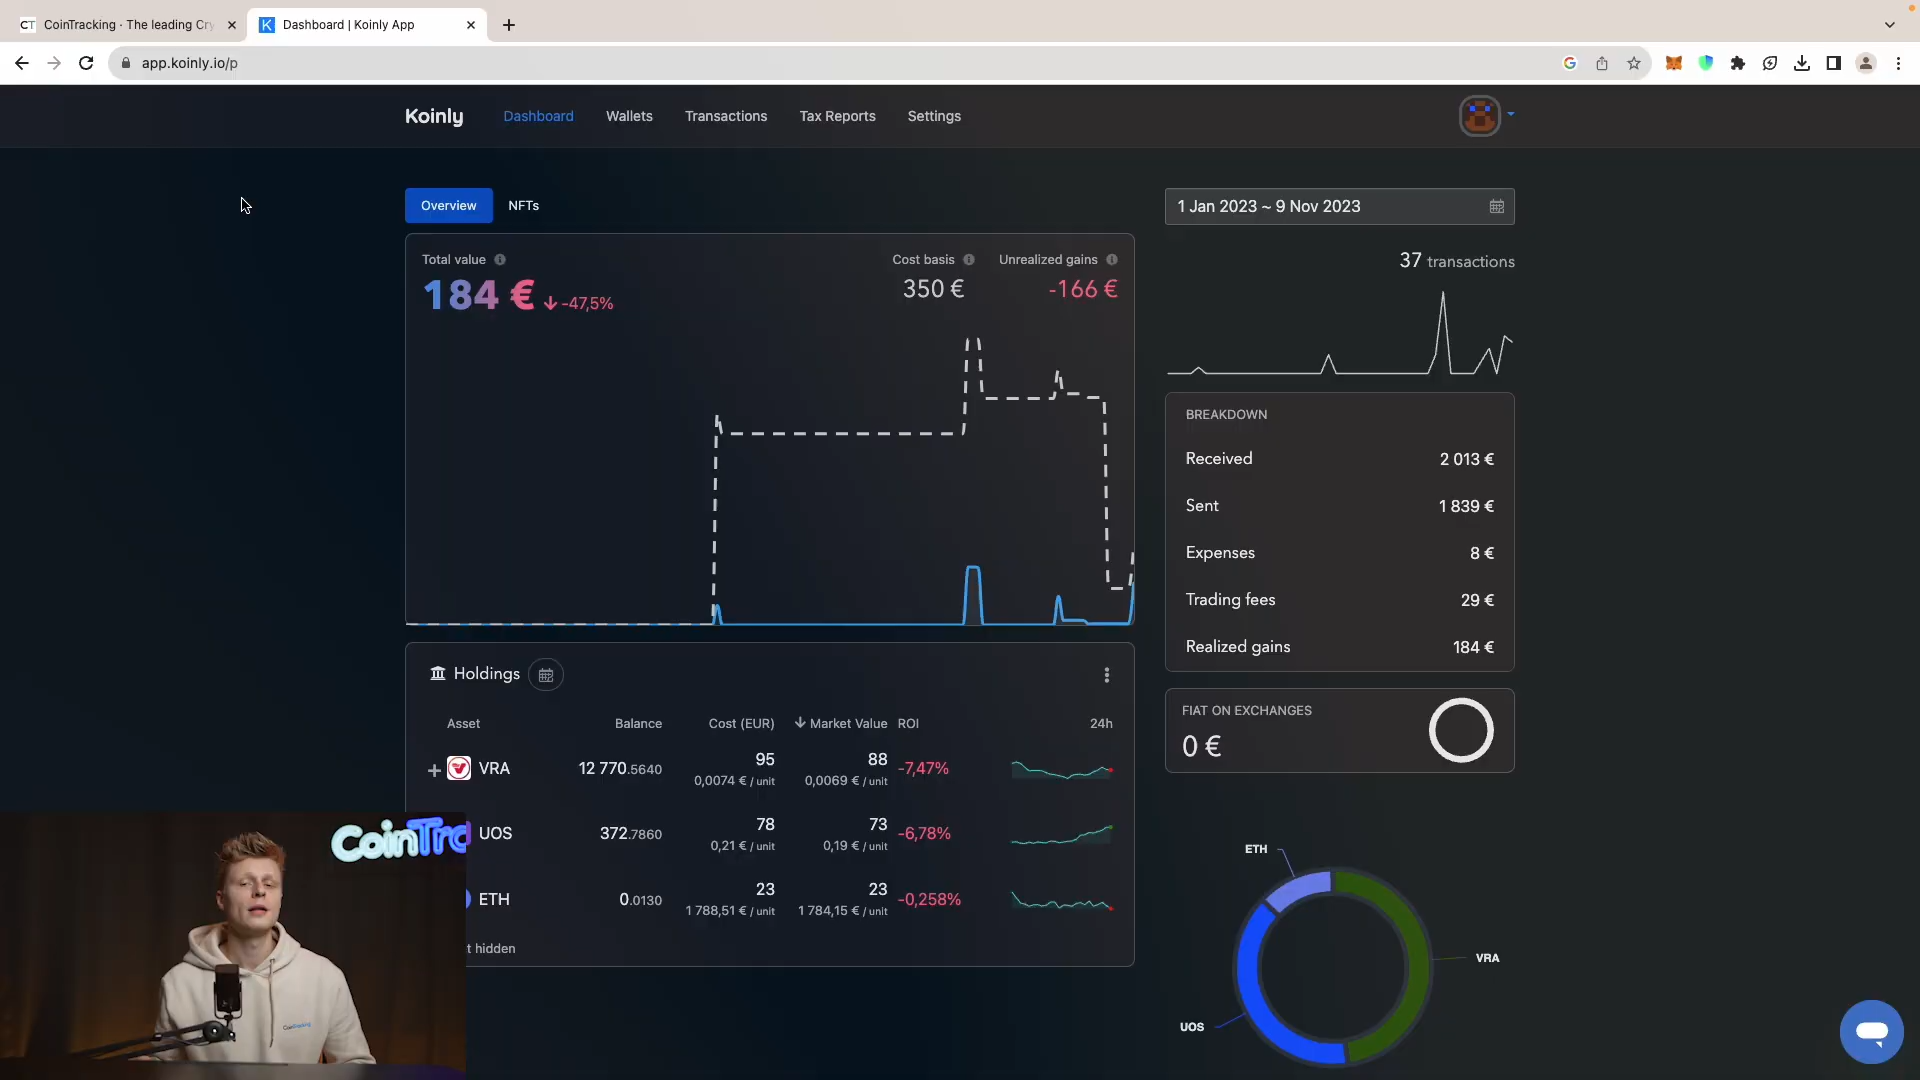 CT CoinTracking · The leading Cry
K Dashboard | Koinly App
app.koinly.io/p
Koinly Dashboard Wallets Transactions Tax Reports Settings
Overview NFTs
1 Jan 2023 ~ 9 Nov 2023
Total value
184 € -47,5%
Cost basis
350 €
Unrealized gains
-166 €
37 transactions
BREAKDOWN
Received 2 013 €
Sent 1 839 €
Expenses 8 €
Trading fees 29 €
Realized gains 184 €
FIAT ON EXCHANGES
0 €
Holdings
Asset Balance Cost (EUR) Market Value ROI 24h
VRA 12 770.5640 95 88 -7,47%
0,0074 € / unit 0,0069 € / unit
UOS 372.7860 78 73 -6,78%
0,21 € / unit 0,19 € / unit
ETH 0.0130 23 23 -0,258%
1 788,51 € / unit 1 784,15 € / unit
t hidden
ETH
VRA
UOS
CoinTra
CoinTracking